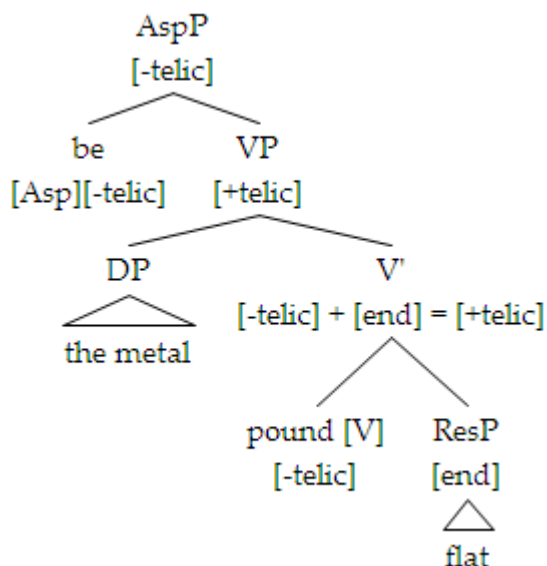 AspP
[-telic]
be VP
[Asp][-telic] [+telic]
DP V'
[-telic] + [end] = [+telic]
the metal
pound [V] ResP
[-telic] [end]
flat